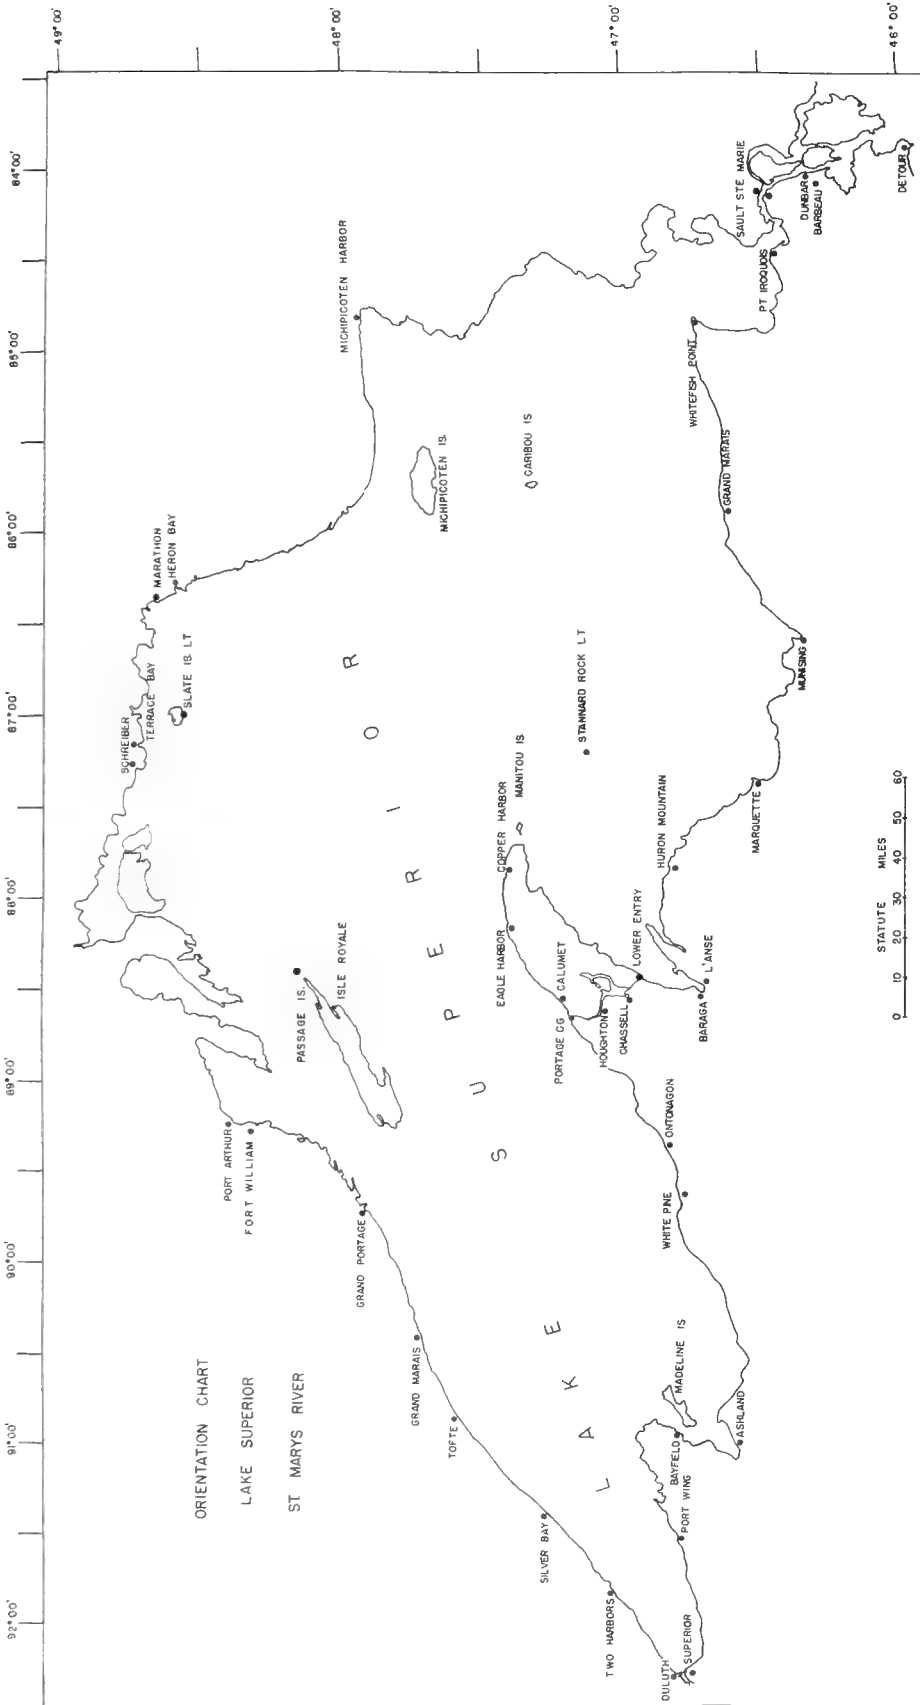 92°00'
91°00'
90°00'
89°00'
88°00'
87°00'
86°00'
85°00'
84°00'
49°00'
48°00'
47°00'
46°00'
ORIENTATION CHART
LAKE SUPERIOR
ST MARYS RIVER
SCHREIBER
TERRACE BAY
MARATHON
HERON BAY
SLATE IS. LT
PORT ARTHUR
FORT WILLIAM
PASSAGE IS.
ISLE ROYALE
MICHIPICOTEN HARBOR
GRAND PORTAGE
GRAND MARAIS
TOFTE
MICHIPICOTEN IS.
CARIBOU IS
LAKE SUPERIOR
SILVER BAY
TWO HARBORS
DULUTH
SUPERIOR
PORT WING
BAYFIELD
MADELINE IS
ASHLAND
WHITE PINE
ONTONAGON
EAGLE HARBOR
COPPER HARBOR
MANITOU IS.
STANNARD ROCK LT
PORTAGE CG
CALUMET
HOUGHTON
CHASSELL
LOWER ENTRY
BARAGA
L'ANSE
HURON MOUNTAIN
MARQUETTE
MUNISING
GRAND MARAIS
WHITEFISH POINT
PT IROQUOIS
SAULT STE MARIE
DUNBAR
BARBEAU
DETOUR
STATUTE MILES
0 10 20 30 40 50 60